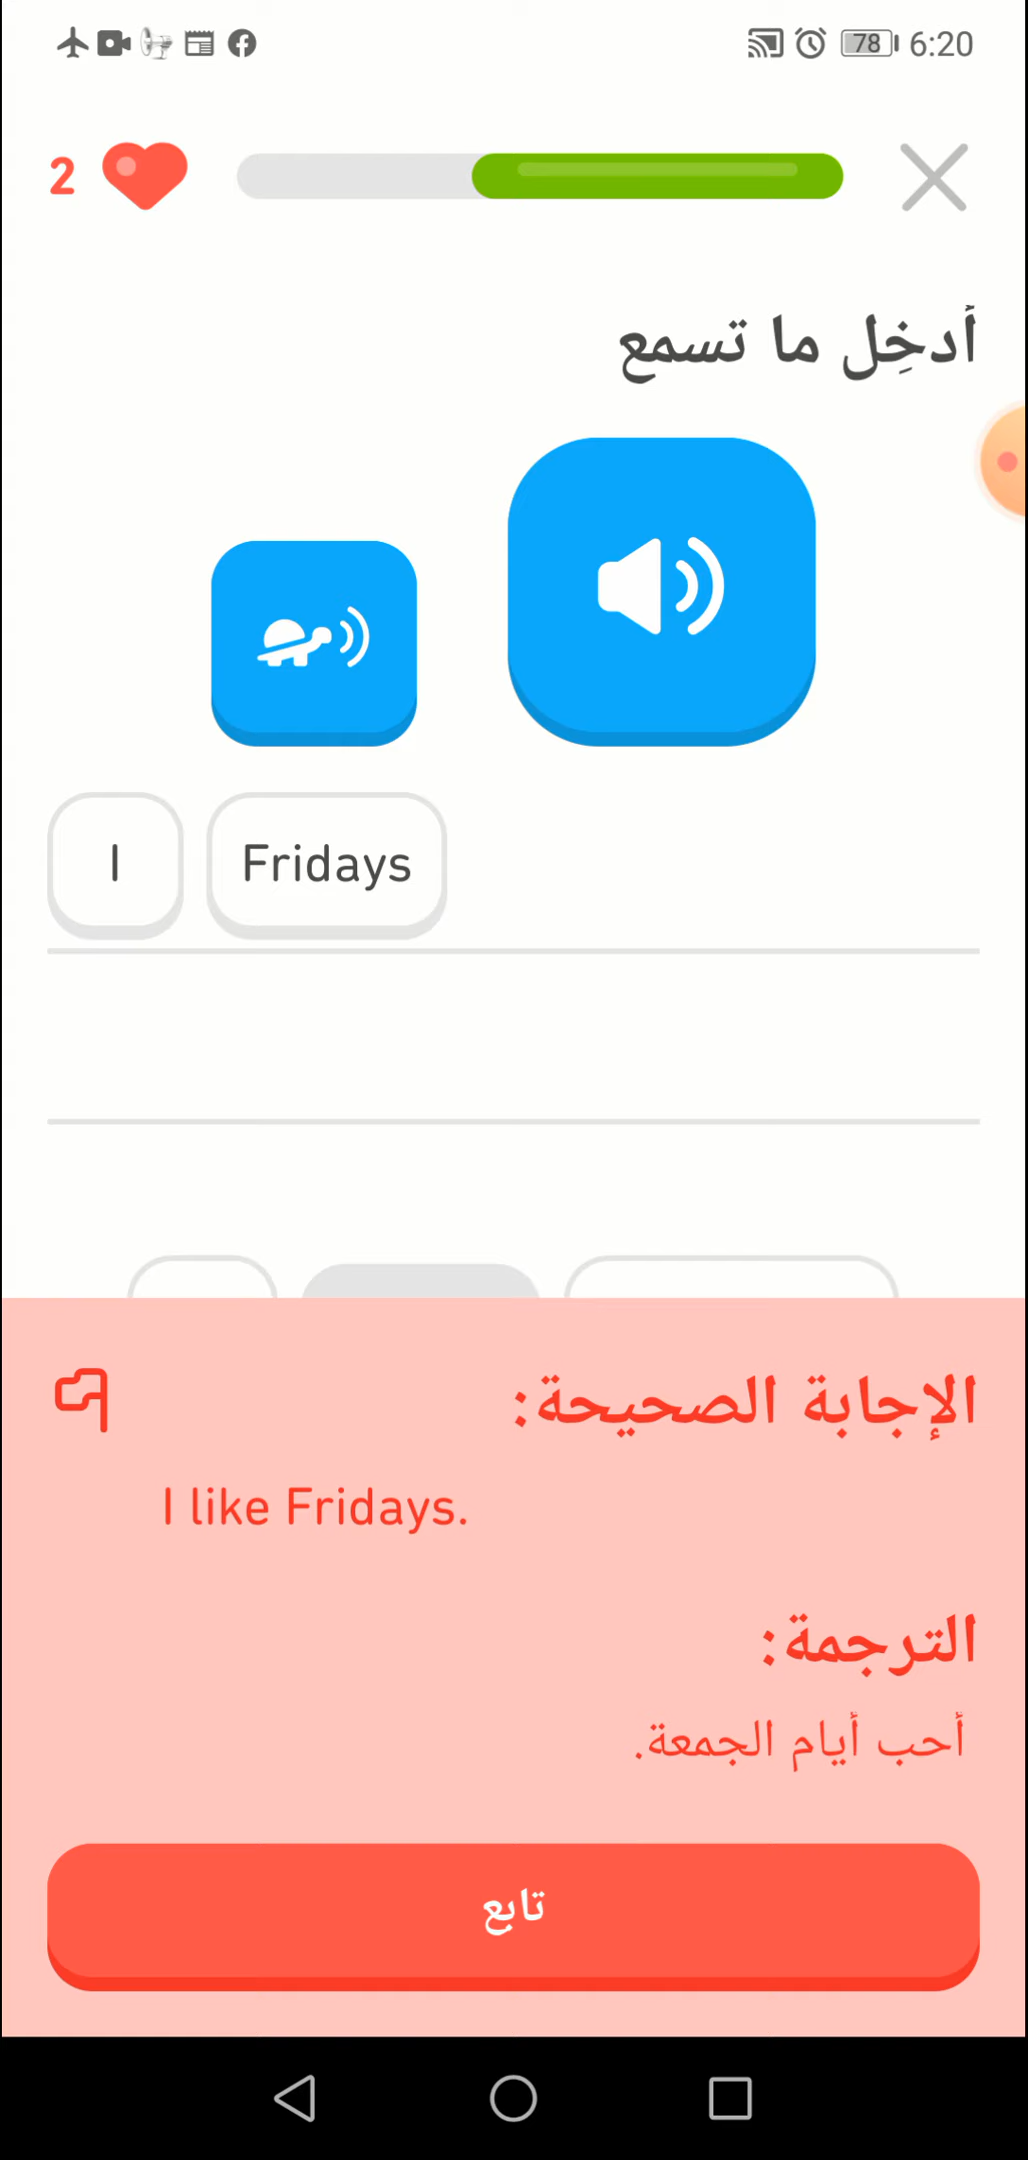 78 6:20
2
أدخِل ما تسمع
I Fridays
الإجابة الصحيحة:
I like Fridays.
الترجمة:
أحب أيام الجمعة.
تابع